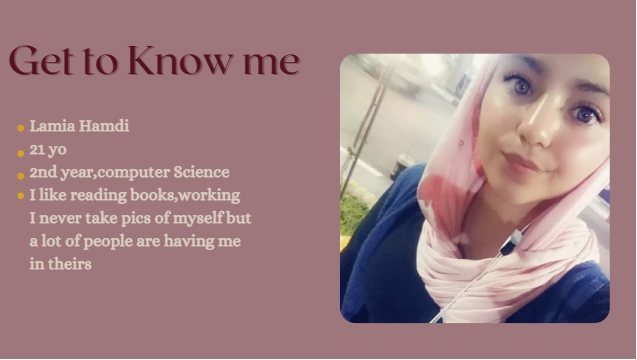 Get to Know me
Lamia Hamdi
21 yo
2nd year,computer Science
I like reading books,working
I never take pics of myself but
a lot of people are having me
in theirs